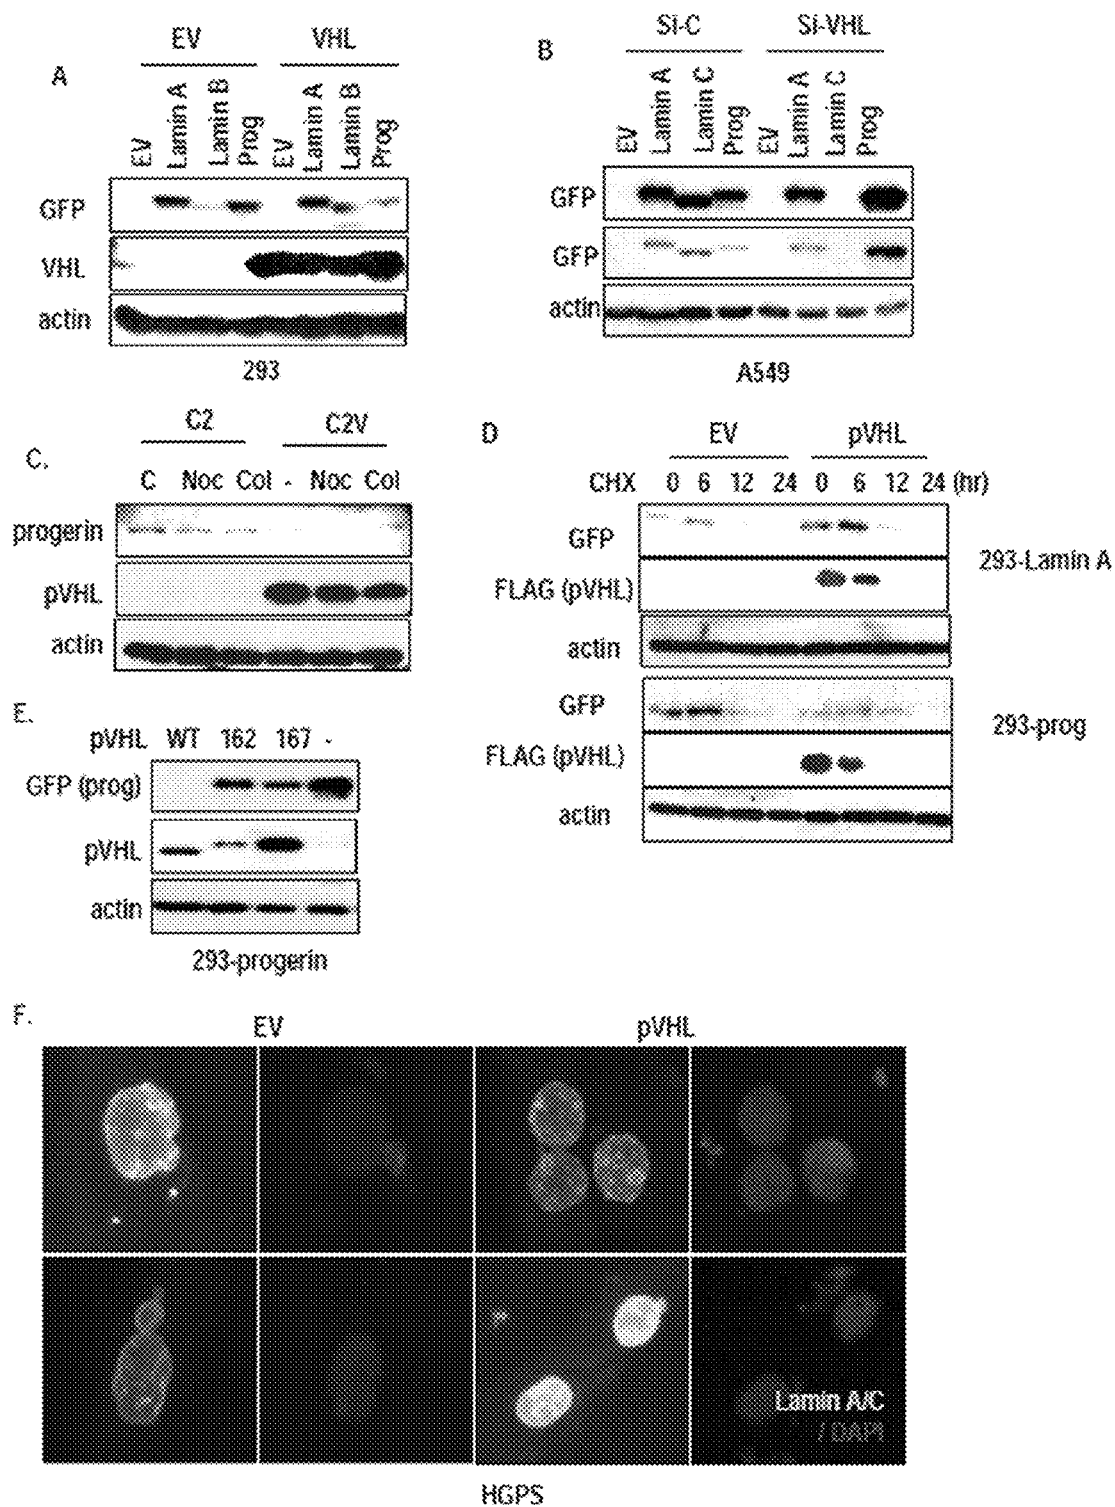 A
EV VHL
EV Lamin A Lamin B Prog EV Lamin A Lamin B Prog
GFP
VHL
actin
293
B
Si-C Si-VHL
EV Lamin A Lamin C Prog EV Lamin A Lamin C Prog
GFP
GFP
actin
A549
C.
C2 C2V
C Noc Col - Noc Col
progerin
pVHL
actin
D
EV pVHL
CHX 0 6 12 24 0 6 12 24 (hr)
GFP
FLAG (pVHL)
actin
293-Lamin A
GFP
FLAG (pVHL)
actin
293-prog
E.
pVHL WT 162 167 -
GFP (prog)
pVHL
actin
293-progerin
F.
EV pVHL
Lamin A/C
/ DAPI
HGPS